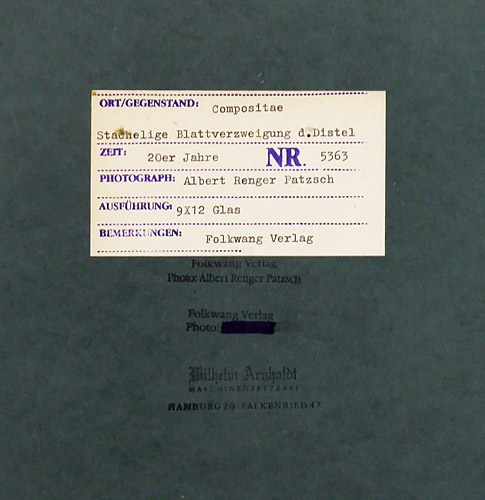 ORT/GEGENSTAND: Compositae
Stachelige Blattverzweigung d.Distel
ZEIT: 20er Jahre NR. 5363
PHOTOGRAPH: Albert Renger Patzsch
AUSFÜHRUNG: 9X12 Glas
BEMERKUNGEN: Folkwang Verlag
Folkwang Verlag
Photo: Albert Renger Patzsch
Folkwang Verlag
Photo:
Wilhelm Arnholdt
MASCHINENSETZEREI
HAMBURG 20 · FALKENRIED 47